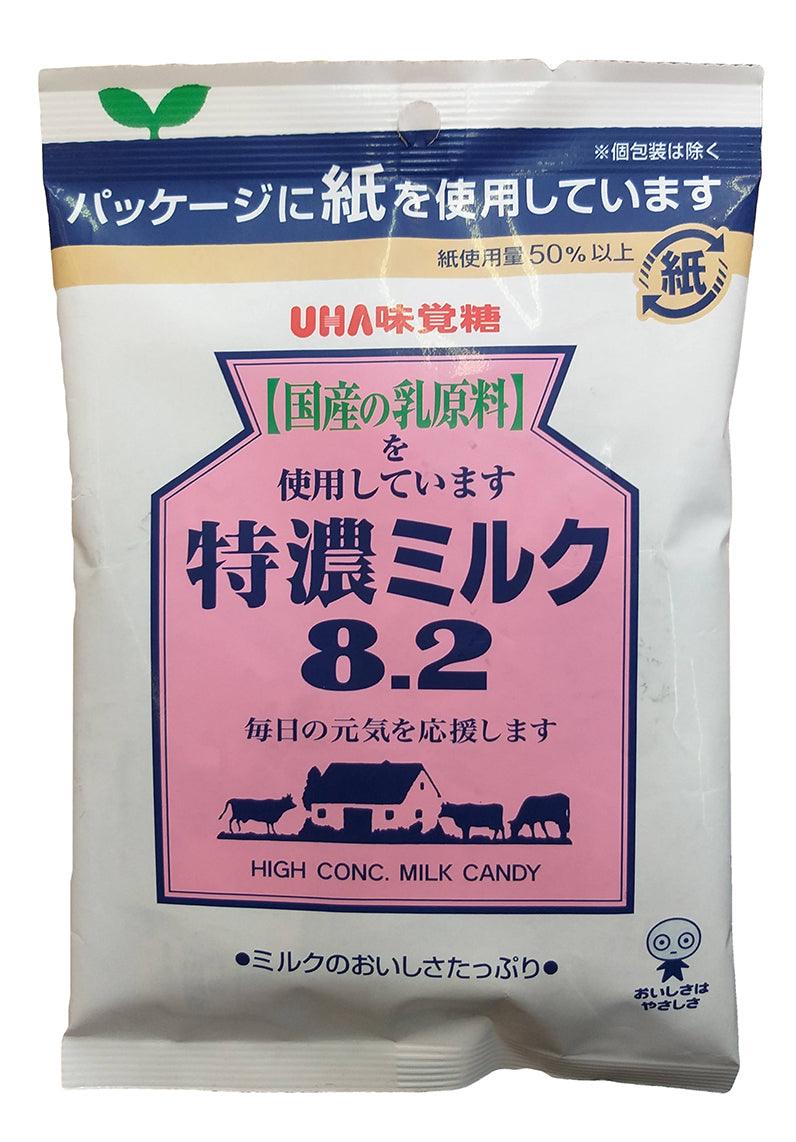 ※個包装は除く
パッケージに紙を使用しています
紙使用量50%以上
紙
UHA味覚糖
【国産の乳原料】
を
使用しています
特濃ミルク
8.2
毎日の元気を応援します
HIGH CONC. MILK CANDY
•ミルクのおいしさたっぷり•
おいしさは
やさしさ